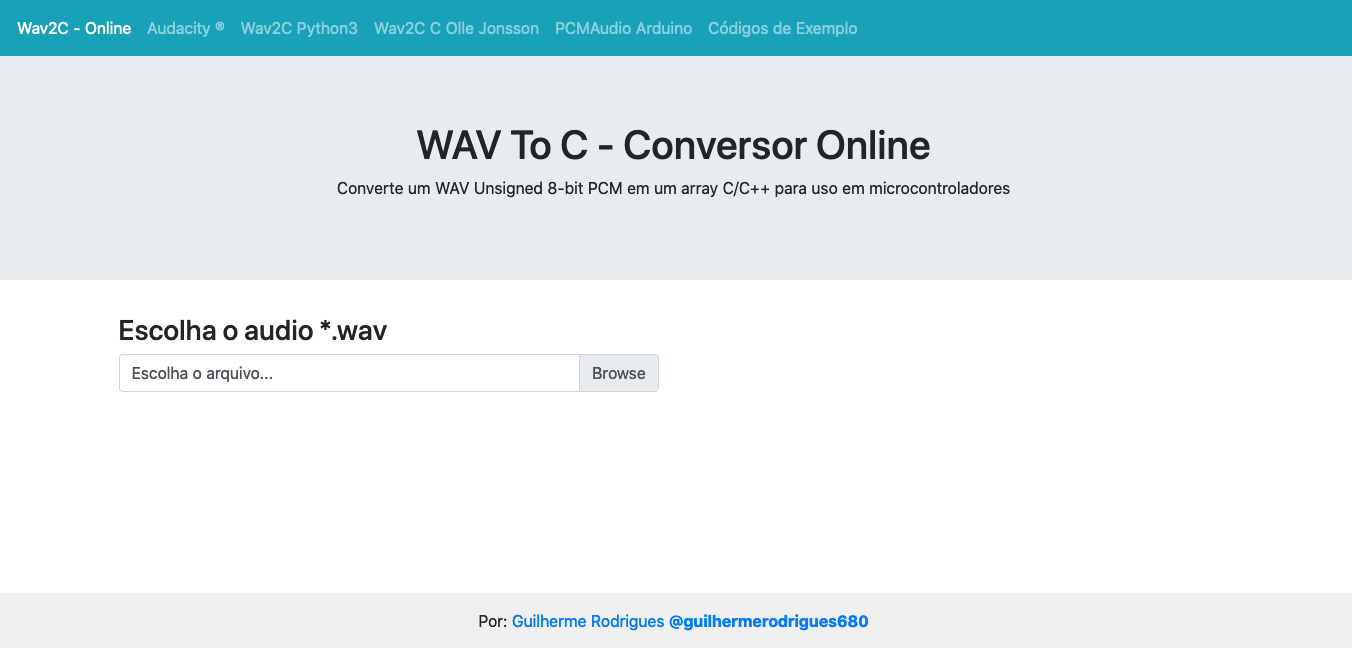 Wav2C - Online Audacity ® Wav2C Python3 Wav2C C Olle Jonsson PCMAudio Arduino Códigos de Exemplo
WAV To C - Conversor Online
Converte um WAV Unsigned 8-bit PCM em um array C/C++ para uso em microcontroladores
Escolha o audio *.wav
Escolha o arquivo... Browse
Por: Guilherme Rodrigues @guilhermerodrigues680